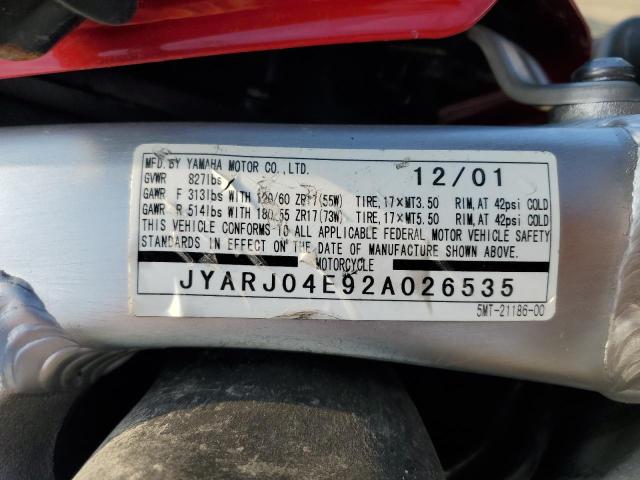 MFD. BY YAMAHA MOTOR CO., LTD. 12/01
GVWR 827lbs
GAWR F 313lbs WITH 120/60 ZR17(55W) TIRE, 17×MT3.50 RIM, AT 42psi COLD
GAWR R 514lbs WITH 180/55 ZR17(73W) TIRE, 17×MT5.50 RIM, AT 42psi COLD
THIS VEHICLE CONFORMS TO ALL APPLICABLE FEDERAL MOTOR VEHICLE SAFETY
STANDARDS IN EFFECT ON THE DATE OF MANUFACTURE SHOWN ABOVE.
MOTORCYCLE
JYARJ04E92A026535
5MT-21186-00